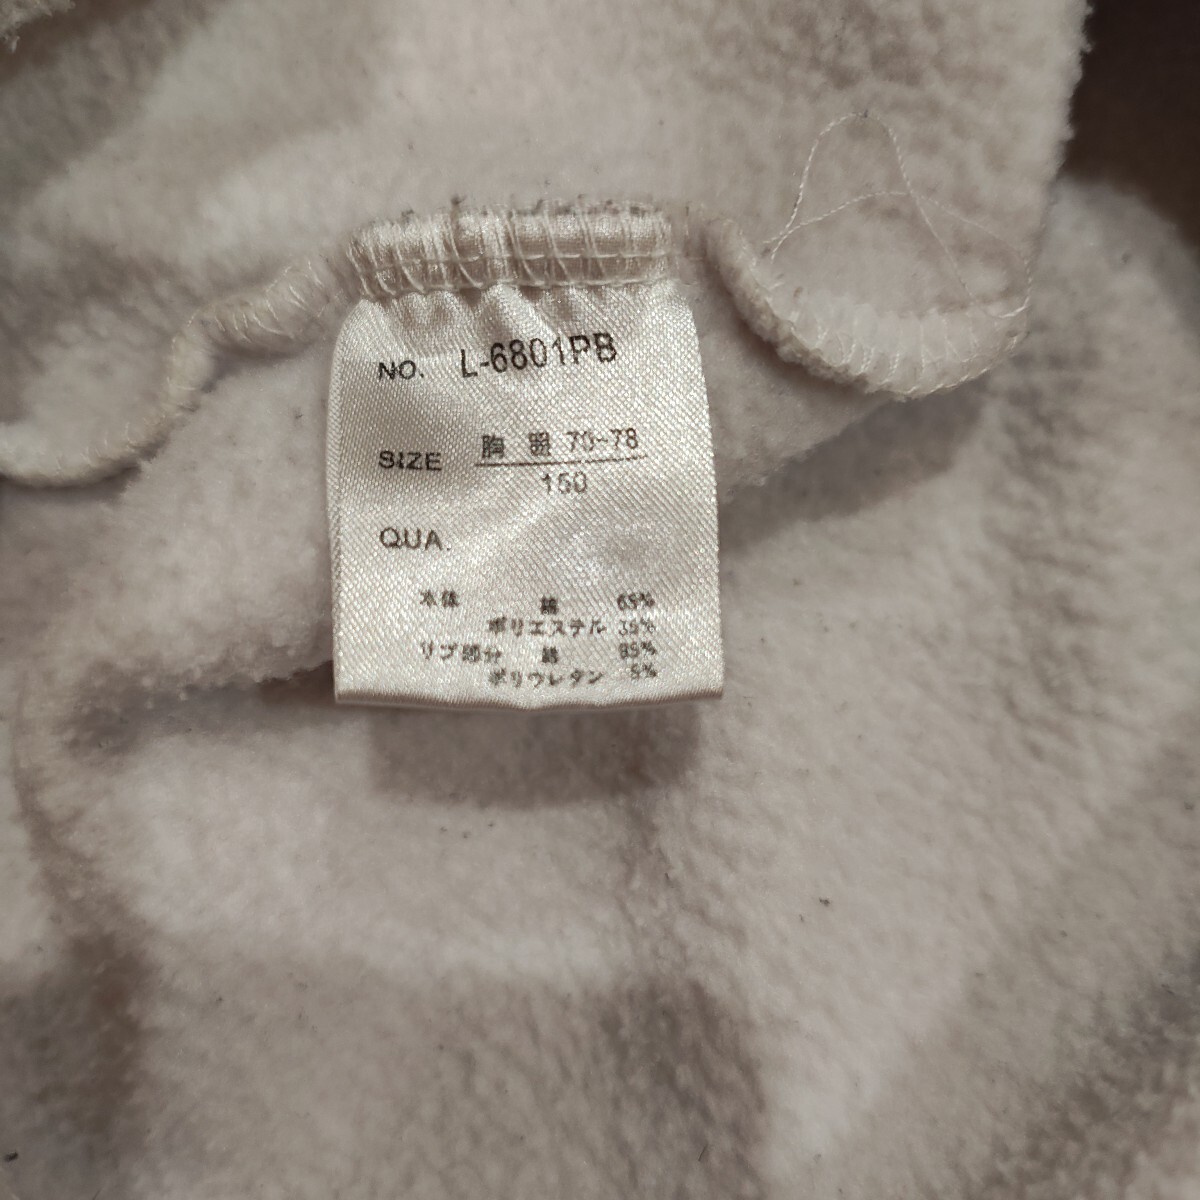 NO. L-6801PB
SIZE 胸囲 70-78
150
QUA.
本体 綿 65%
ポリエステル 35%
リブ部分 綿 95%
ポリウレタン 5%